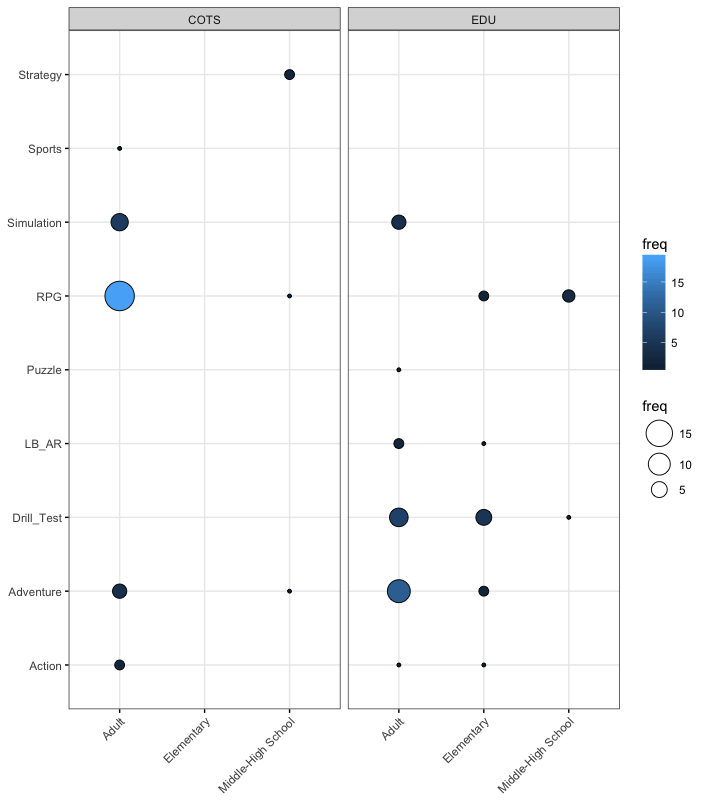 COTS
EDU
Strategy
Sports
Simulation
RPG
Puzzle
LB_AR
Drill_Test
Adventure
Action
Adult
Elementary
Middle-High School
Adult
Elementary
Middle-High School
freq
15
10
5
freq
15
10
5